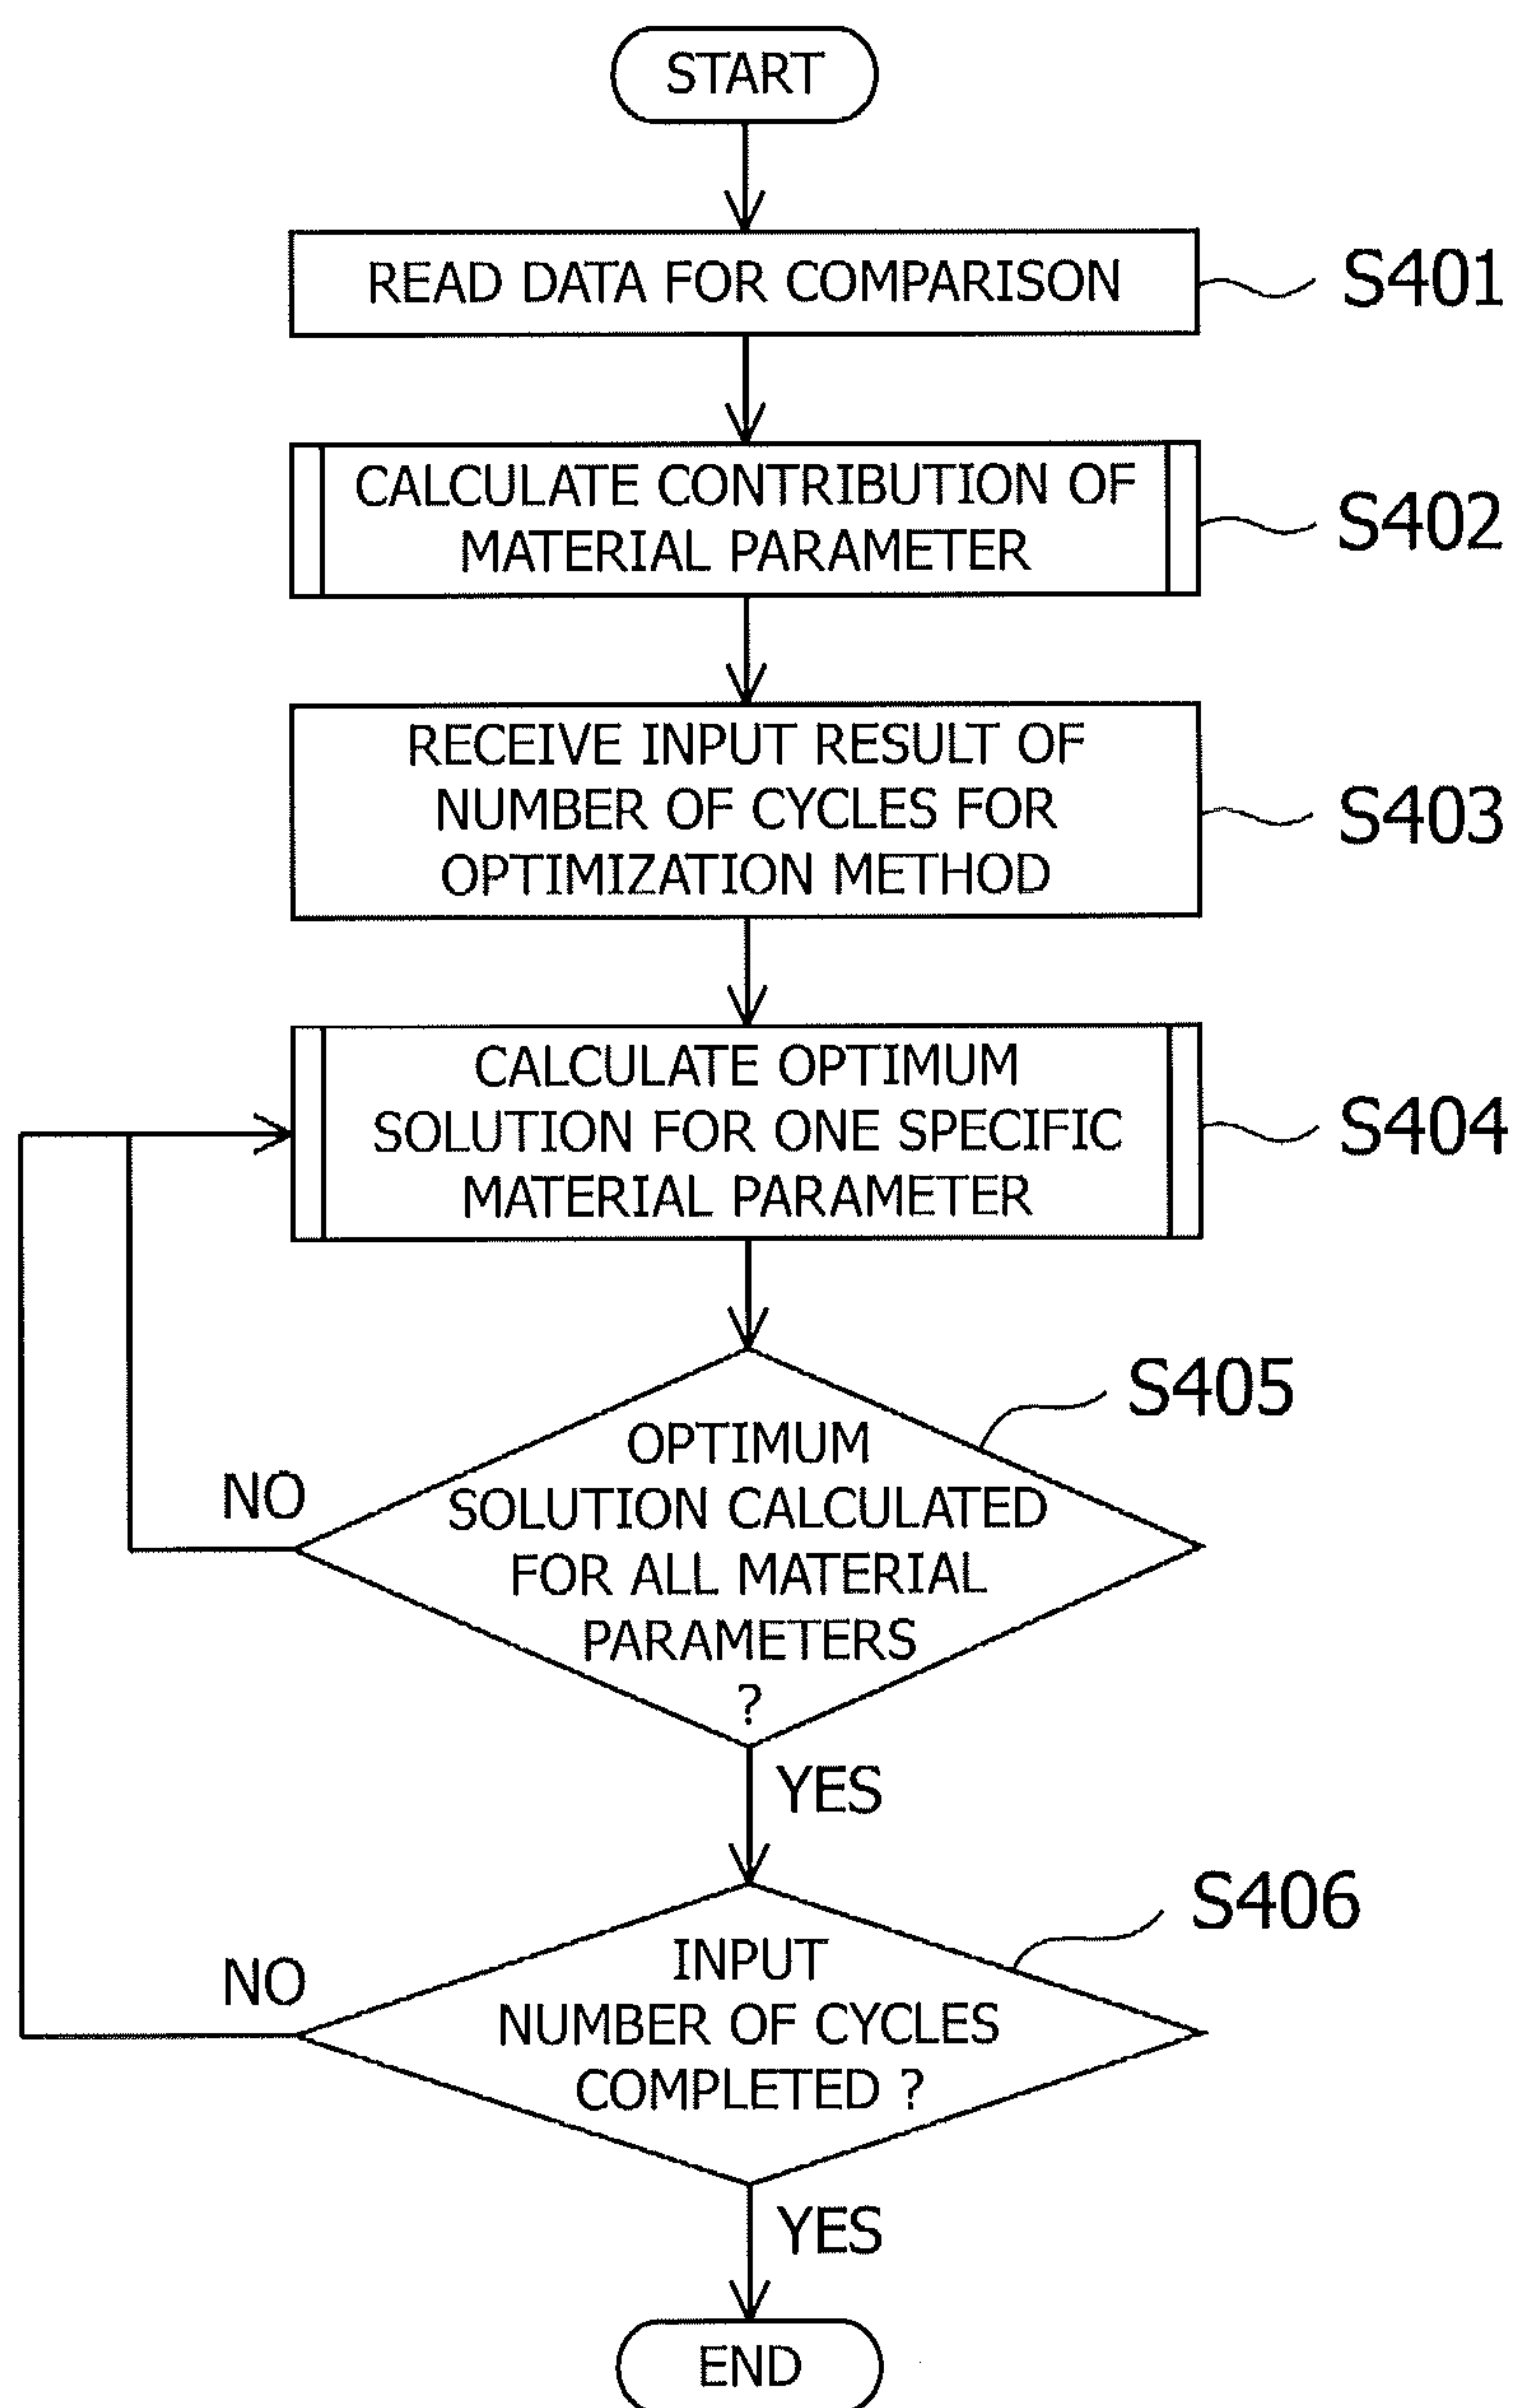 START
READ DATA FOR COMPARISON
S401
CALCULATE CONTRIBUTION OF
MATERIAL PARAMETER
S402
RECEIVE INPUT RESULT OF
NUMBER OF CYCLES FOR
OPTIMIZATION METHOD
S403
CALCULATE OPTIMUM
SOLUTION FOR ONE SPECIFIC
MATERIAL PARAMETER
S404
S405
OPTIMUM
SOLUTION CALCULATED
FOR ALL MATERIAL
PARAMETERS
?
NO
YES
S406
INPUT
NUMBER OF CYCLES
COMPLETED ?
NO
YES
END